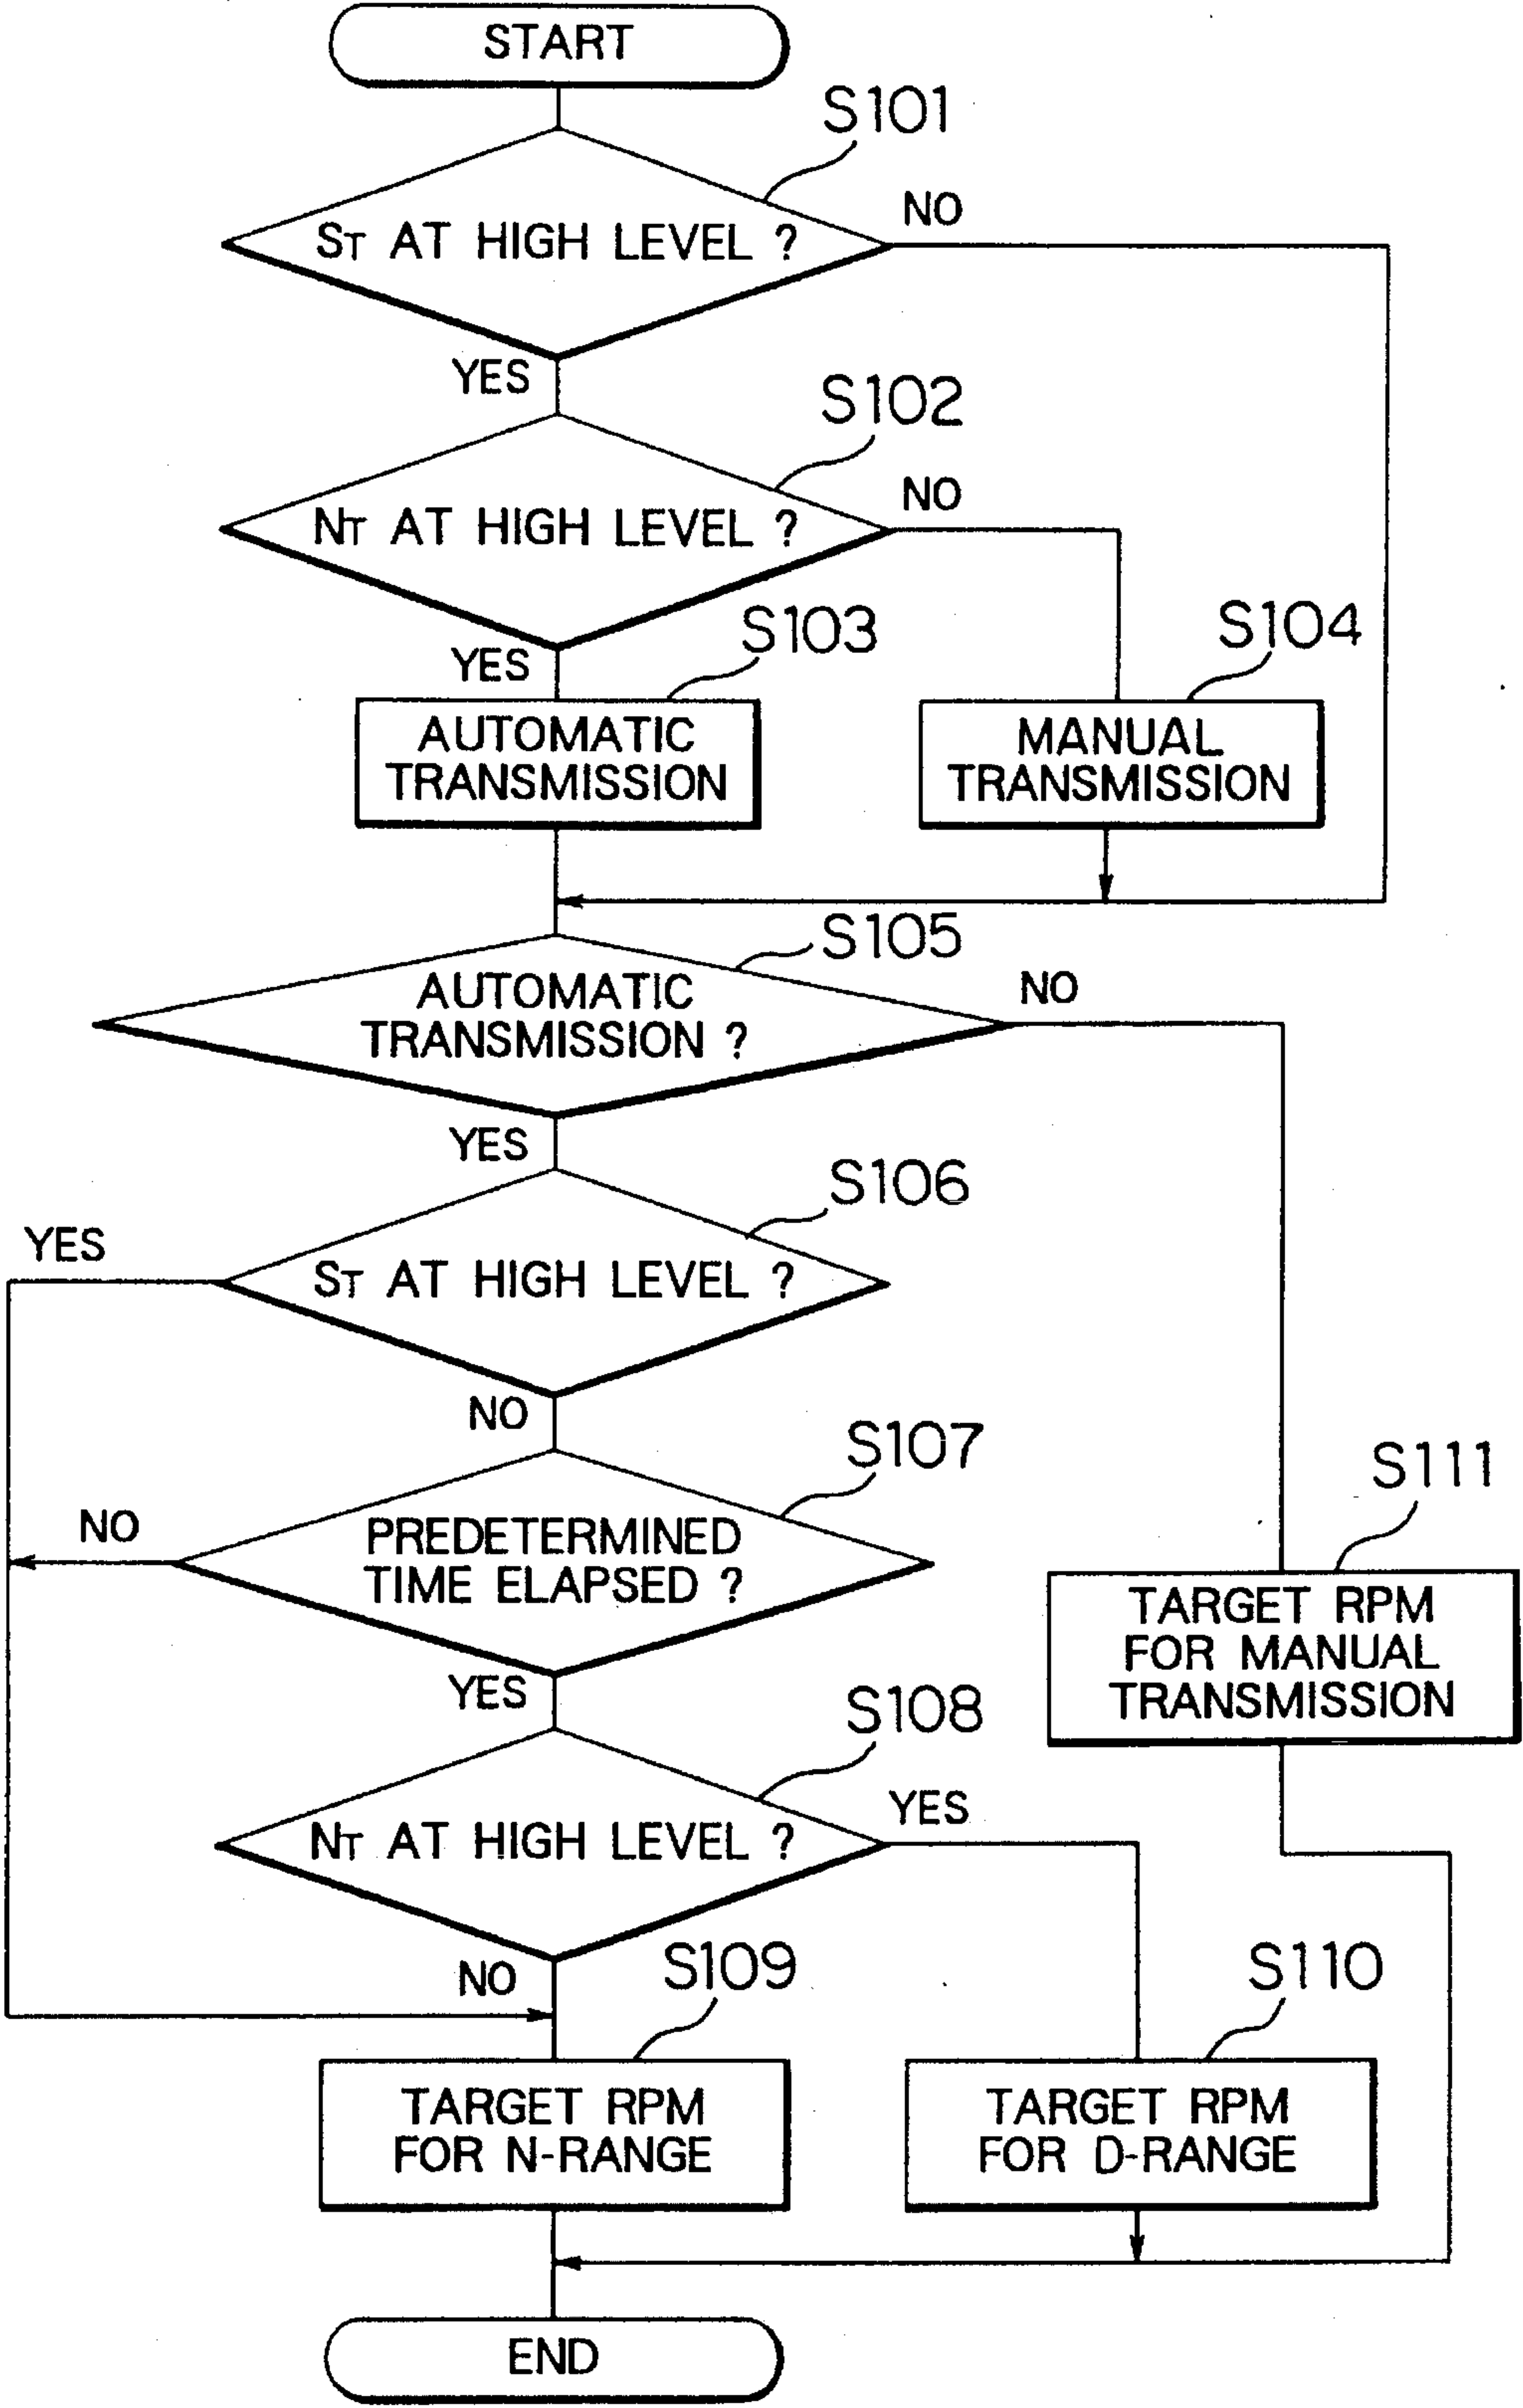 START
S101
NO
ST AT HIGH LEVEL ?
YES
S102
NO
NT AT HIGH LEVEL ?
YES
S103
S104
AUTOMATIC
TRANSMISSION
MANUAL
TRANSMISSION
S105
NO
AUTOMATIC
TRANSMISSION ?
YES
S106
YES
ST AT HIGH LEVEL ?
NO
S107
NO
PREDETERMINED
TIME ELAPSED ?
S111
TARGET RPM
FOR MANUAL
TRANSMISSION
YES
S108
YES
NT AT HIGH LEVEL ?
NO
S109
S110
TARGET RPM
FOR N-RANGE
TARGET RPM
FOR D-RANGE
END